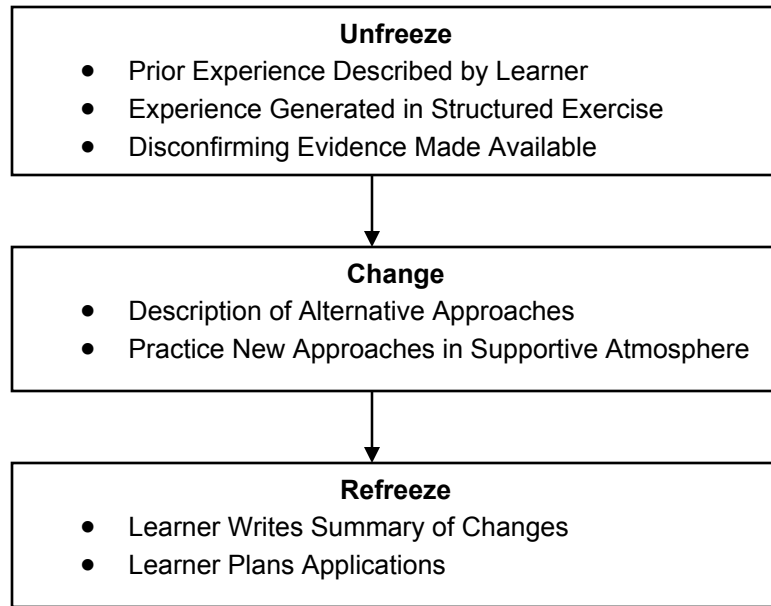 Unfreeze
● Prior Experience Described by Learner
● Experience Generated in Structured Exercise
● Disconfirming Evidence Made Available
Change
● Description of Alternative Approaches
● Practice New Approaches in Supportive Atmosphere
Refreeze
● Learner Writes Summary of Changes
● Learner Plans Applications